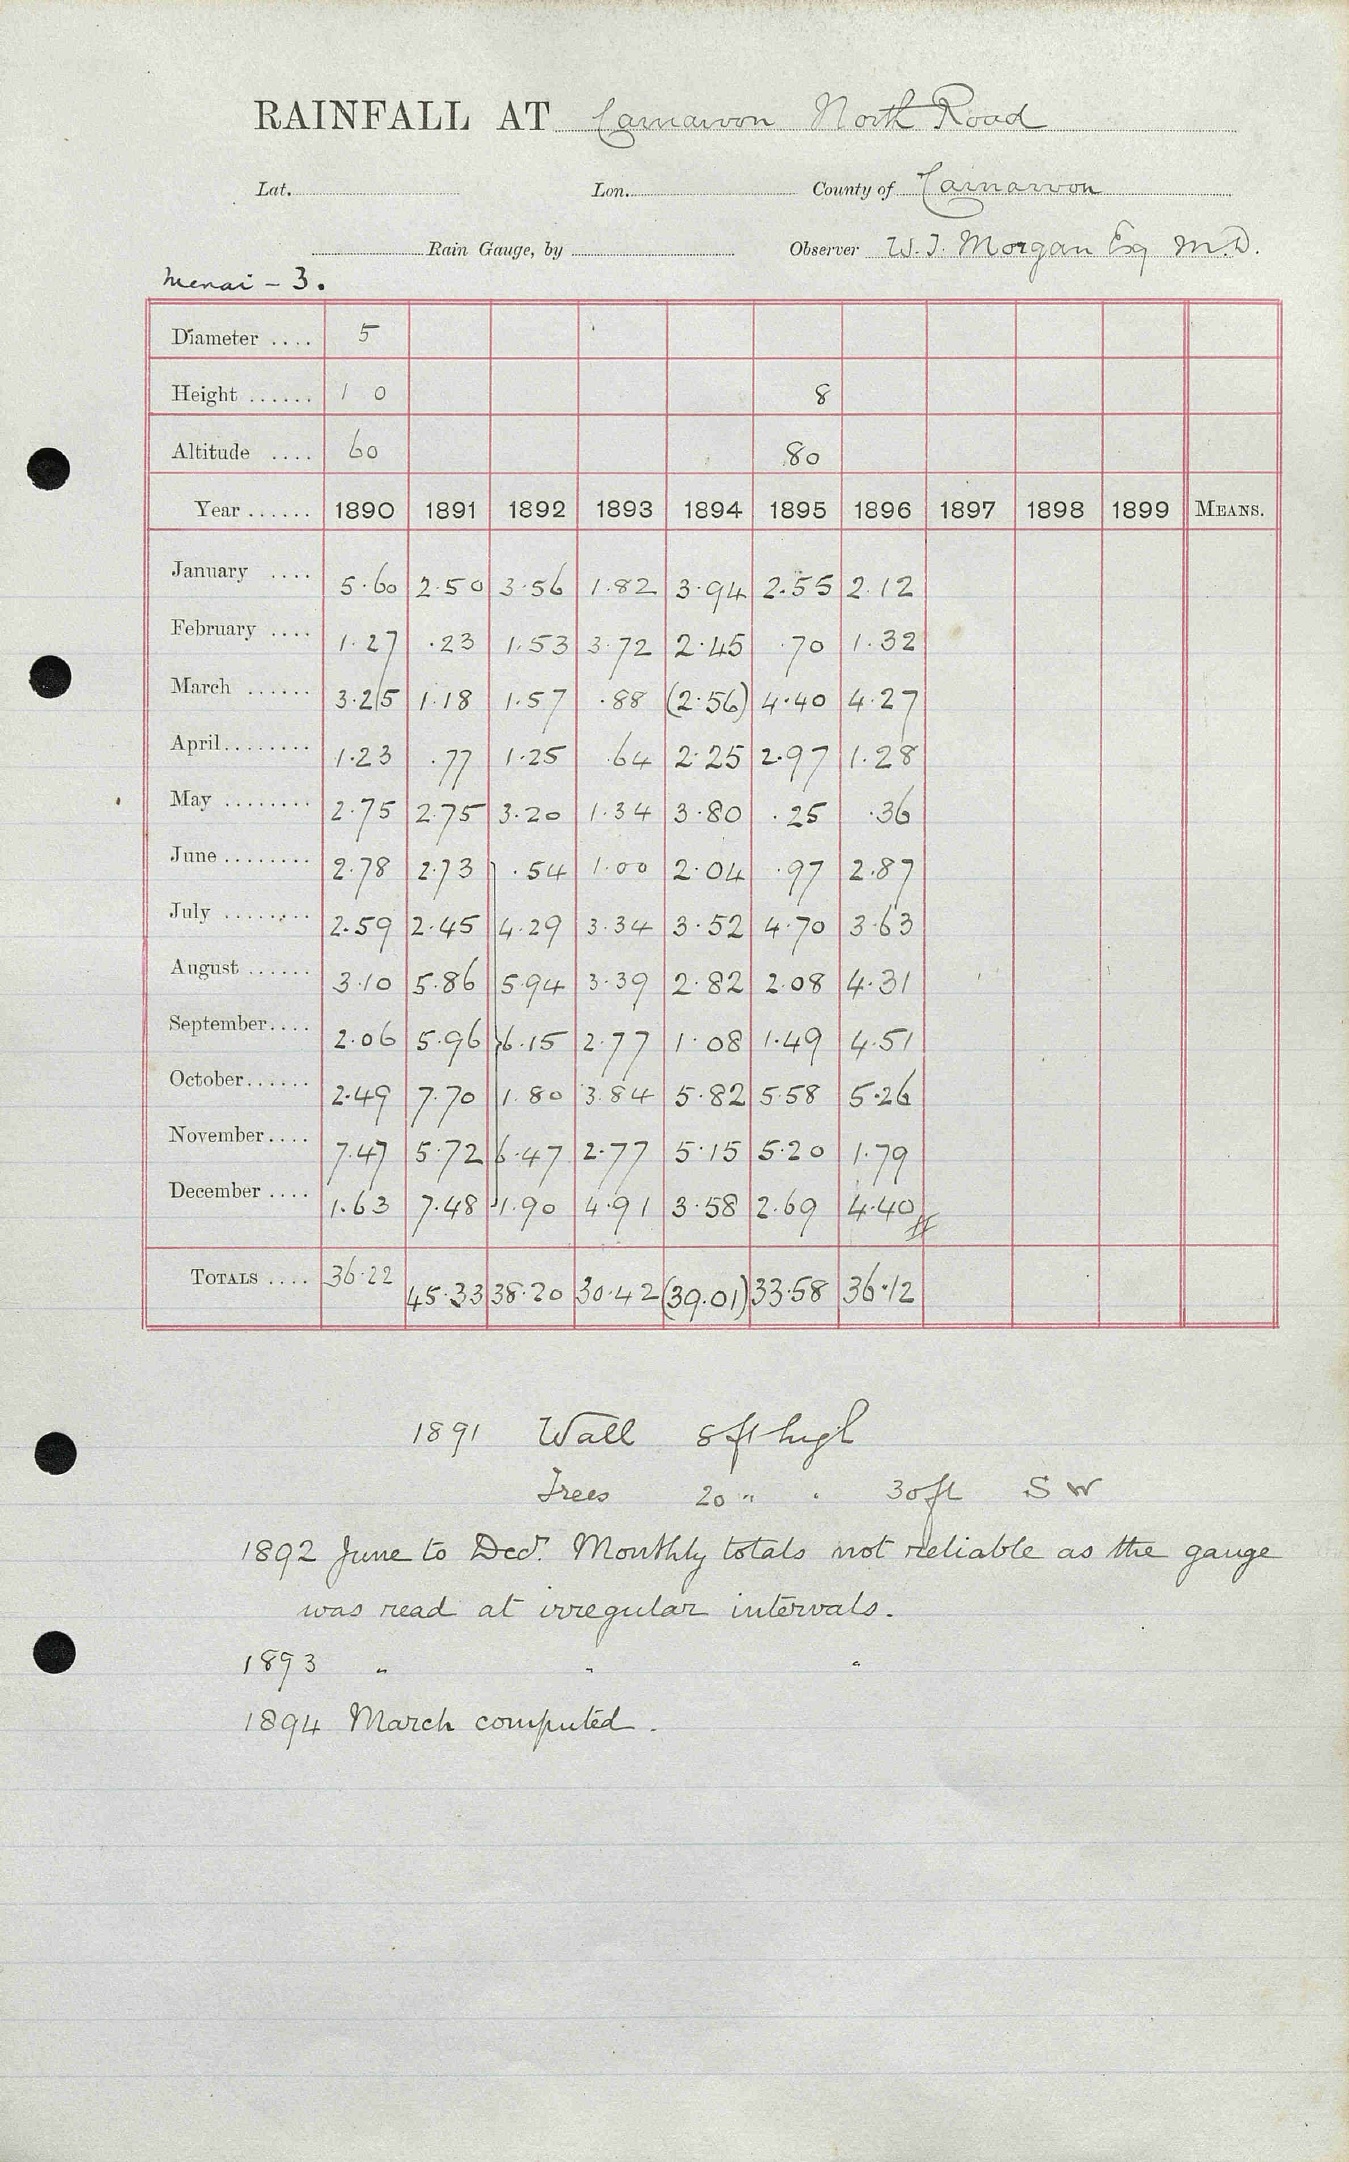 RAINFALL AT Carnarvon North Road
Lat. Lon. County of Carnarvon
Rain Gauge, by Observer W. J. Morgan Esq M.D.
Menai - 3.
Diameter .... 5
Height ...... 1 0 8
Altitude .... 60 80
Year ...... 1890 1891 1892 1893 1894 1895 1896 1897 1898 1899 MEANS.
January .... 5.60 2.50 3.56 1.82 3.94 2.55 2.12
February .... 1.27 .23 1.53 3.72 2.45 .70 1.32
March ...... 3.25 1.18 1.57 .88 (2.56) 4.40 4.27
April ........ 1.23 .77 1.25 .64 2.25 2.97 1.28
May ........ 2.75 2.75 3.20 1.34 3.80 .25 .36
June ........ 2.78 2.73 .54 1.00 2.04 .97 2.87
July ........ 2.59 2.45 4.29 3.34 3.52 4.70 3.63
August ...... 3.10 5.86 5.94 3.39 2.82 2.08 4.31
September .... 2.06 5.96 6.15 2.77 1.08 1.49 4.51
October ...... 2.49 7.70 1.80 3.84 5.82 5.58 5.26
November .... 7.47 5.72 6.47 2.77 5.15 5.20 1.79
December .... 1.63 7.48 1.90 4.91 3.58 2.69 4.40
TOTALS .... 36.22 45.33 38.20 30.42 (39.01) 33.58 36.12
1891 Wall 8 ft high
Trees 20 " " 30 ft S W
1892 June to Decr. Monthly totals not reliable as the gauge
was read at irregular intervals.
1893 " " "
1894 March computed.